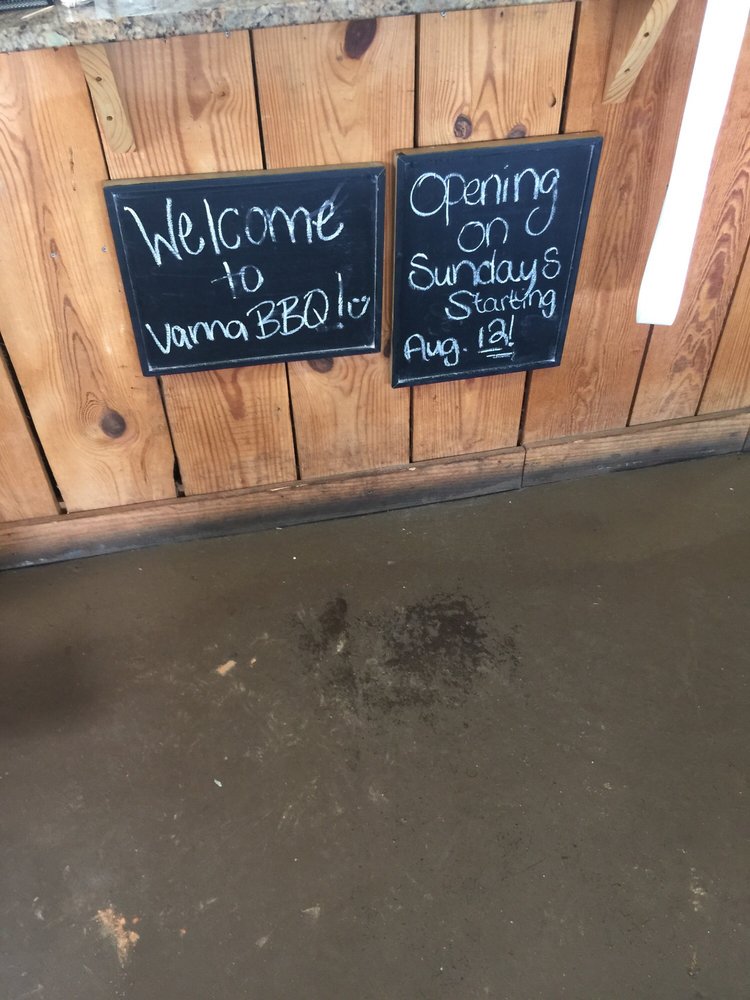 Welcome
to
Varna BBQ!
Opening
on
Sundays
Starting
Aug. 12!